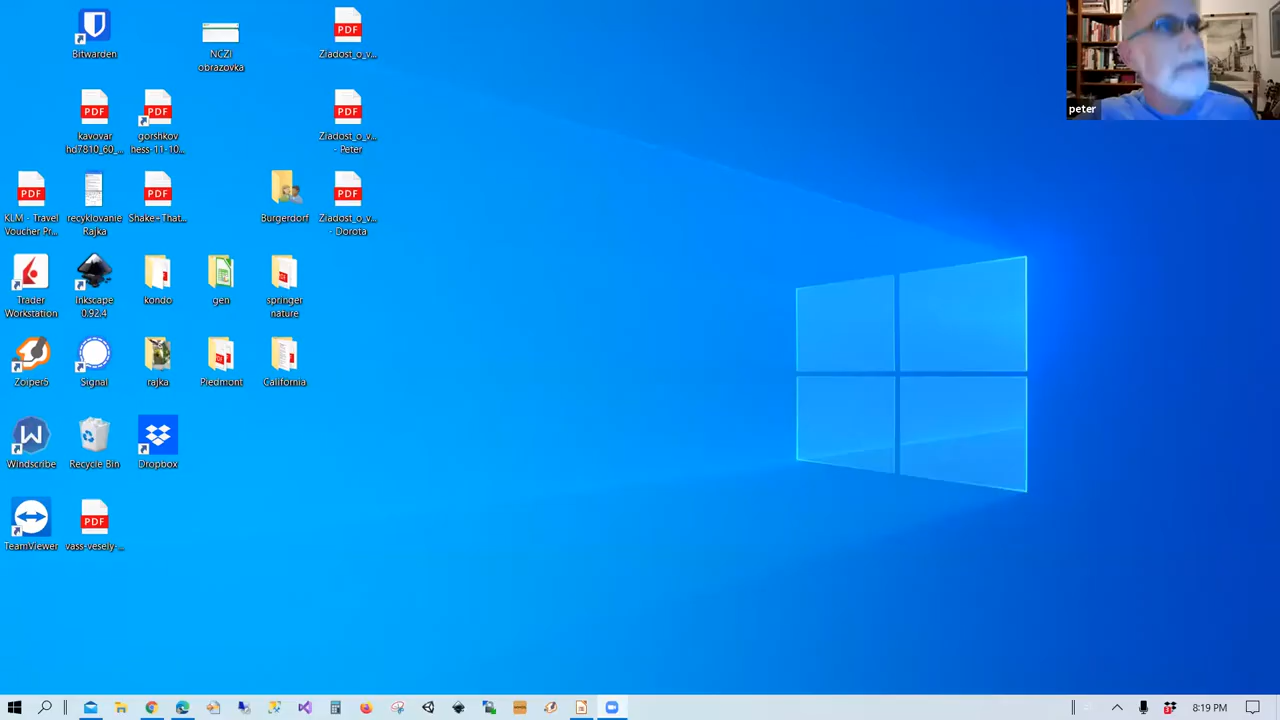 Bitwarden
NCZI
obrazovka
PDF
Ziadost_o_v...
peter
PDF
kavovar
hd7810_60_...
PDF
gorshkov
hess-11-10...
PDF
Ziadost_o_v...
- Peter
PDF
KLM - Travel
Voucher Pr...
recyklovanie
Rajka
PDF
Shake+That...
Burgerdorf
PDF
Ziadost_o_v...
- Dorota
Trader
Workstation
Inkscape
0.92.4
kondo
gen
springer
nature
Zoiper5
Signal
rajka
Piedmont
California
W
Windscribe
Recycle Bin
Dropbox
TeamViewer
PDF
vass-vesely-...
8:19 PM